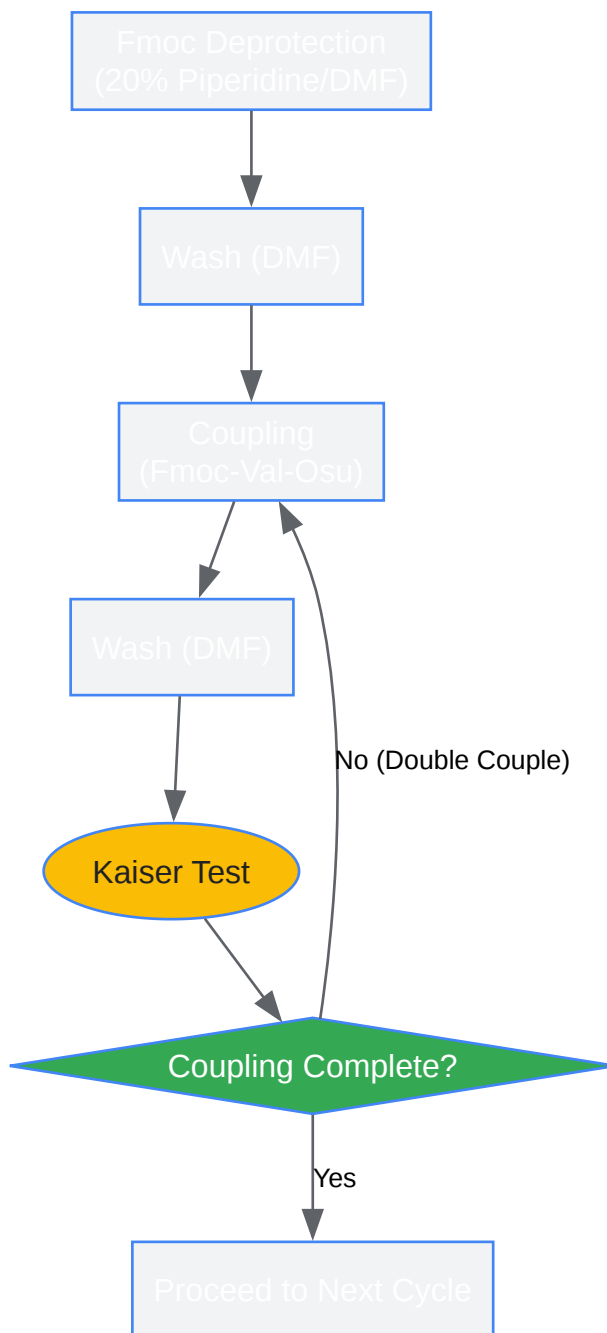 Fmoc Deprotection
(20% Piperidine/DMF)
Wash (DMF)
Coupling
(Fmoc-Val-Osu)
Wash (DMF)
No (Double Couple)
Kaiser Test
Coupling Complete?
Yes
Proceed to Next Cycle